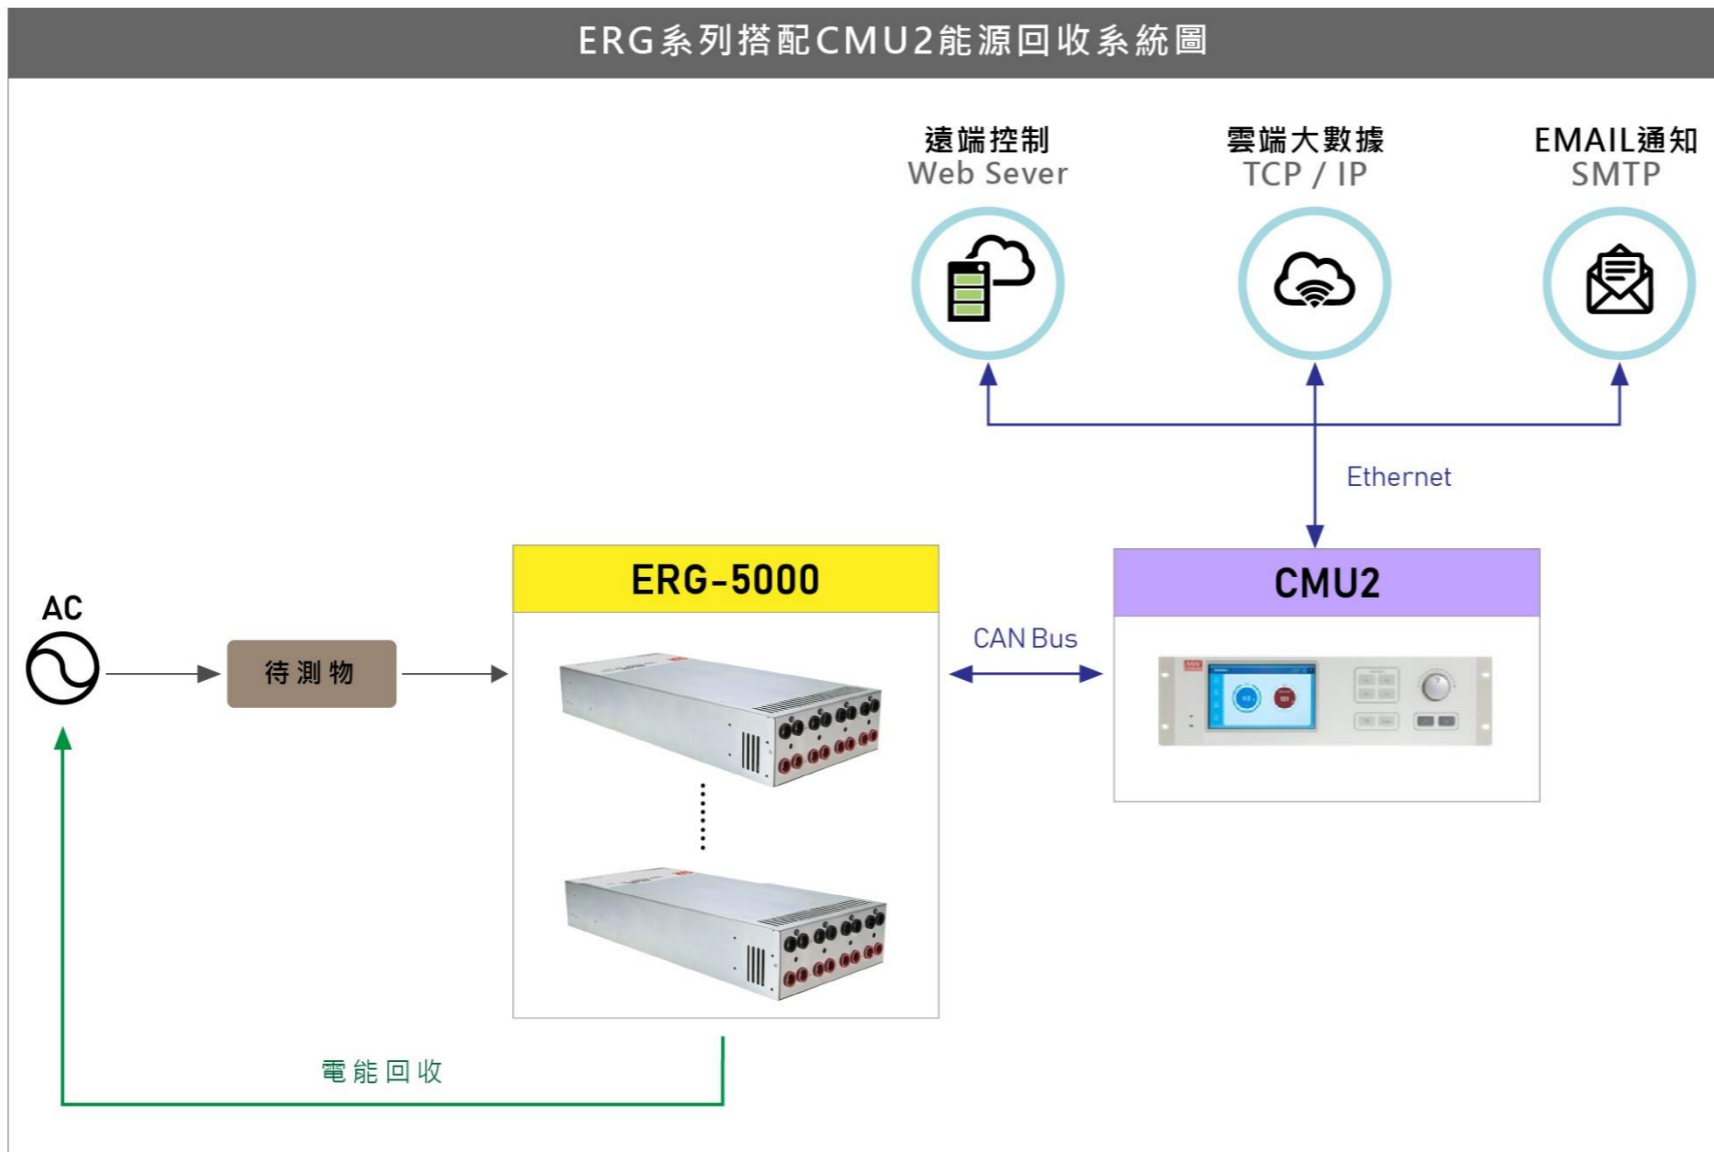 ERG系列搭配CMU2能源回收系統圖
遠端控制
Web Sever
雲端大數據
TCP / IP
EMAIL通知
SMTP
Ethernet
ERG-5000
CMU2
AC
待測物
CAN Bus
電能回收